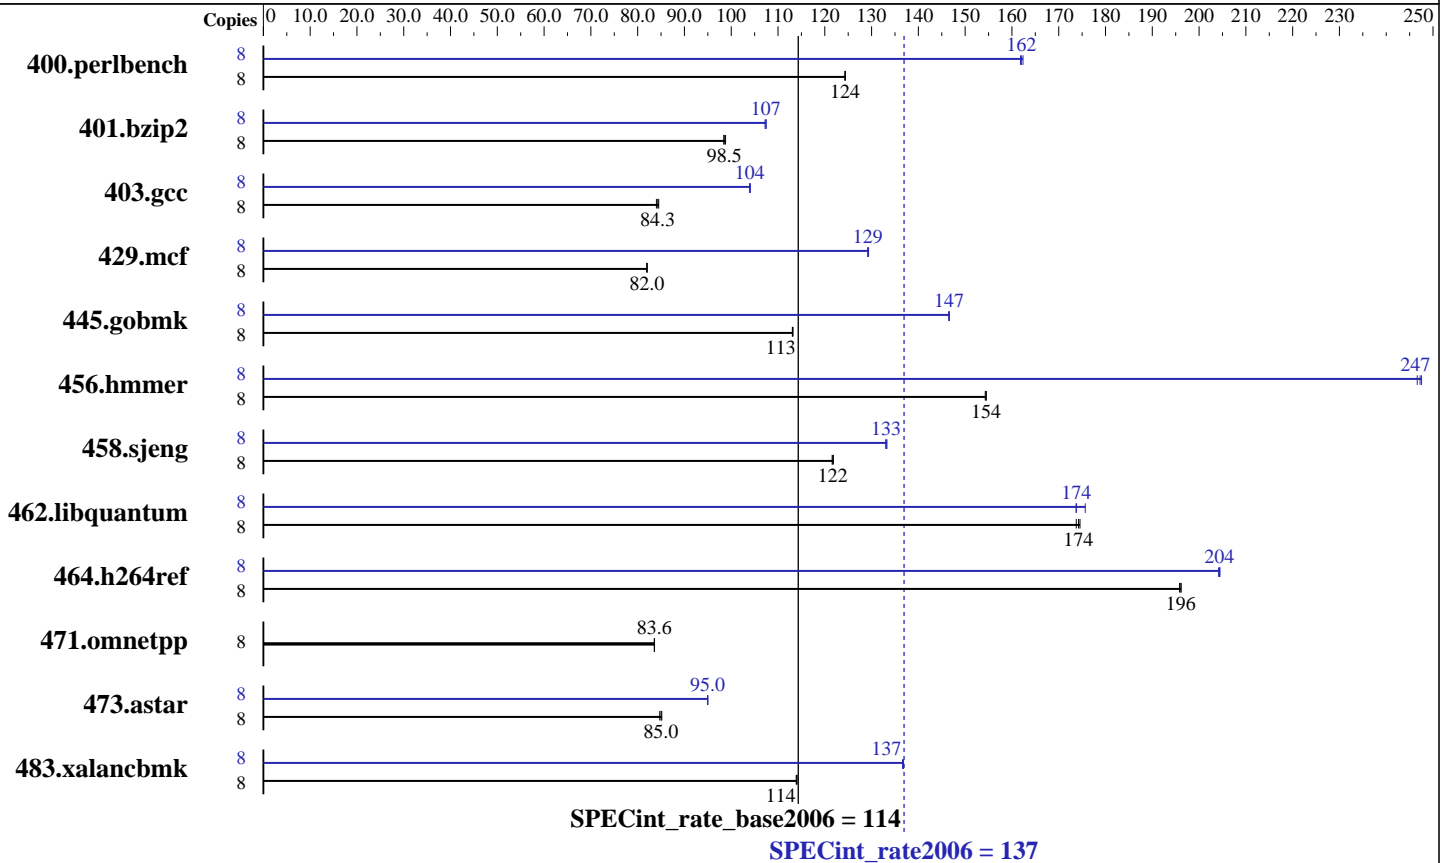 Copies 0 10.0 20.0 30.0 40.0 50.0 60.0 70.0 80.0 90.0 100 110 120 130 140 150 160 170 180 190 200 210 220 230 250
400.perlbench 8 162
8 124
401.bzip2 8 107
8 98.5
403.gcc 8 104
8 84.3
429.mcf 8 129
8 82.0
445.gobmk 8 147
8 113
456.hmmer 8 247
8 154
458.sjeng 8 133
8 122
462.libquantum 8 174
8 174
464.h264ref 8 204
8 196
471.omnetpp 8 83.6
473.astar 8 95.0
8 85.0
483.xalancbmk 8 137
8 114
SPECint_rate_base2006 = 114
SPECint_rate2006 = 137